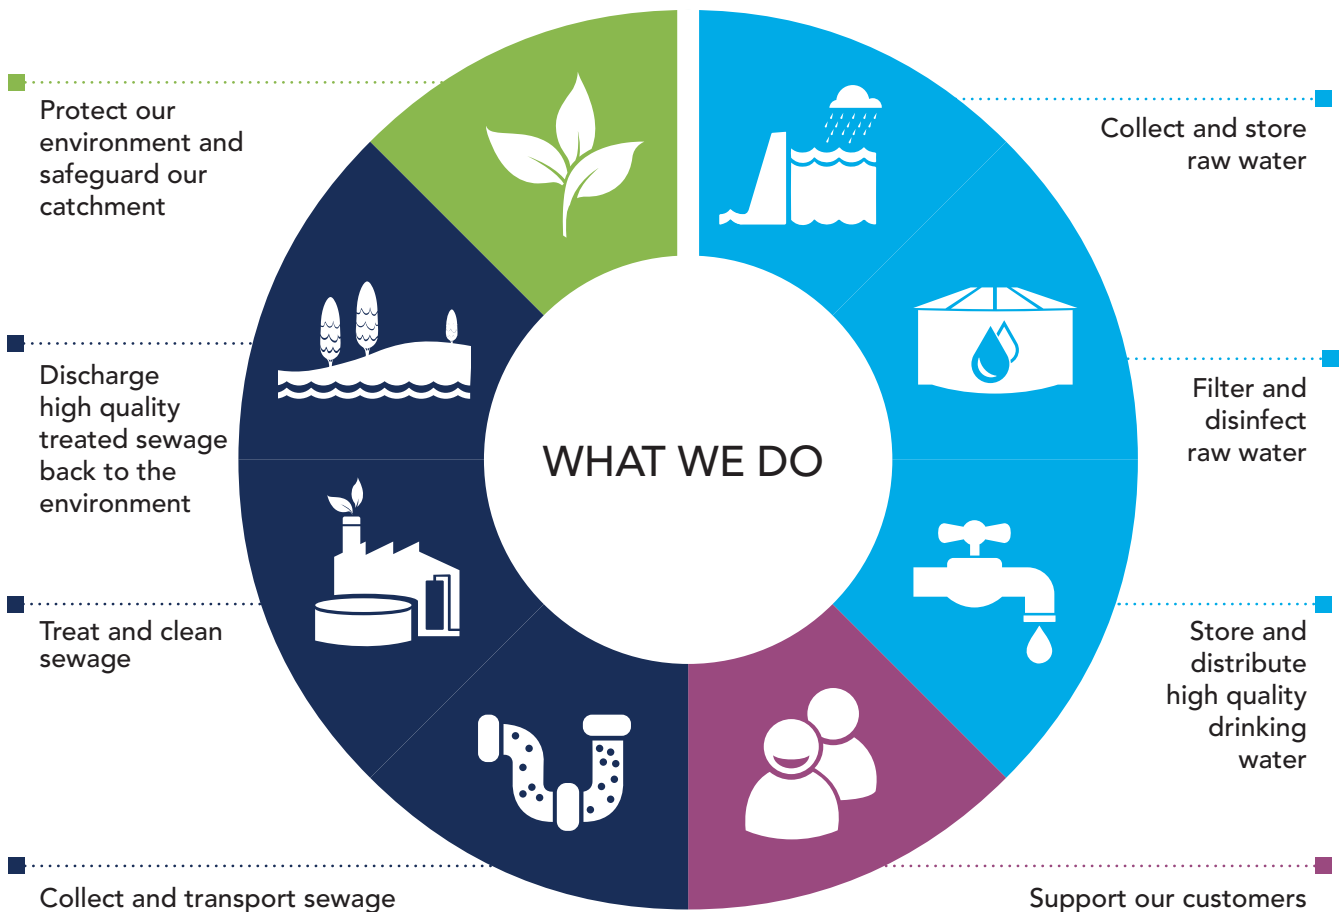 Protect our
environment and
safeguard our
catchment
Discharge
high quality
treated sewage
back to the
environment
Treat and clean
sewage
Collect and transport sewage
WHAT WE DO
Collect and store
raw water
Filter and
disinfect
raw water
Store and
distribute
high quality
drinking
water
Support our customers